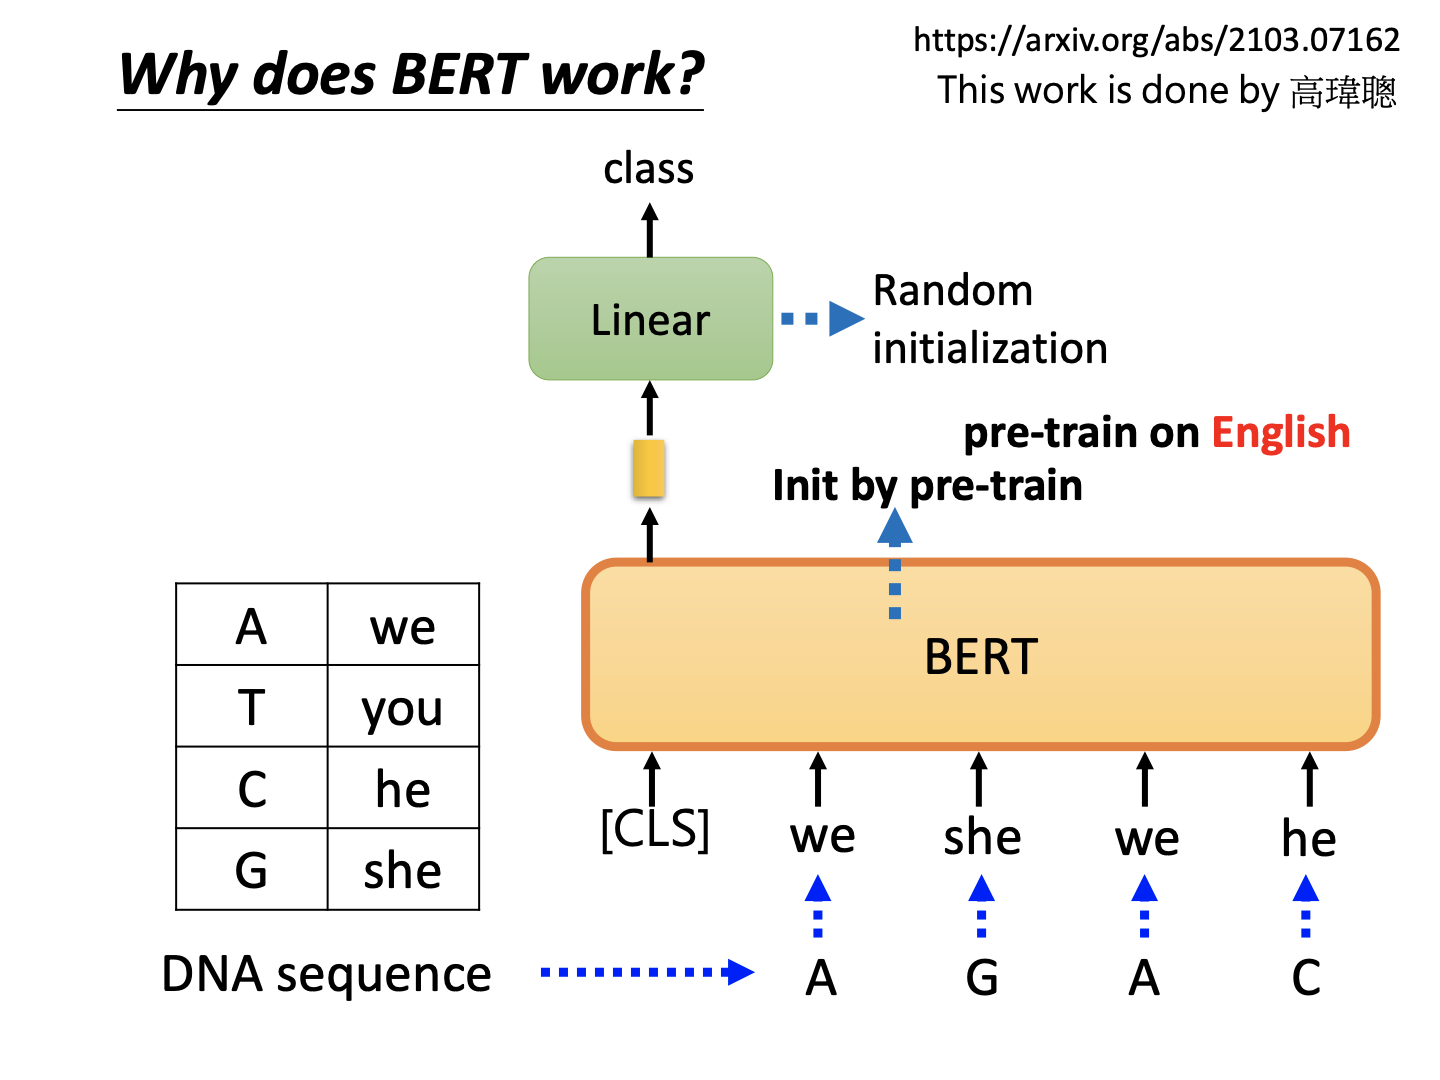 Why does BERT work?
https://arxiv.org/abs/2103.07162
This work is done by 高瑋聰
class
Linear
Random
initialization
pre-train on English
Init by pre-train
BERT
A we
T you
C he
G she
[CLS] we she we he
DNA sequence A G A C